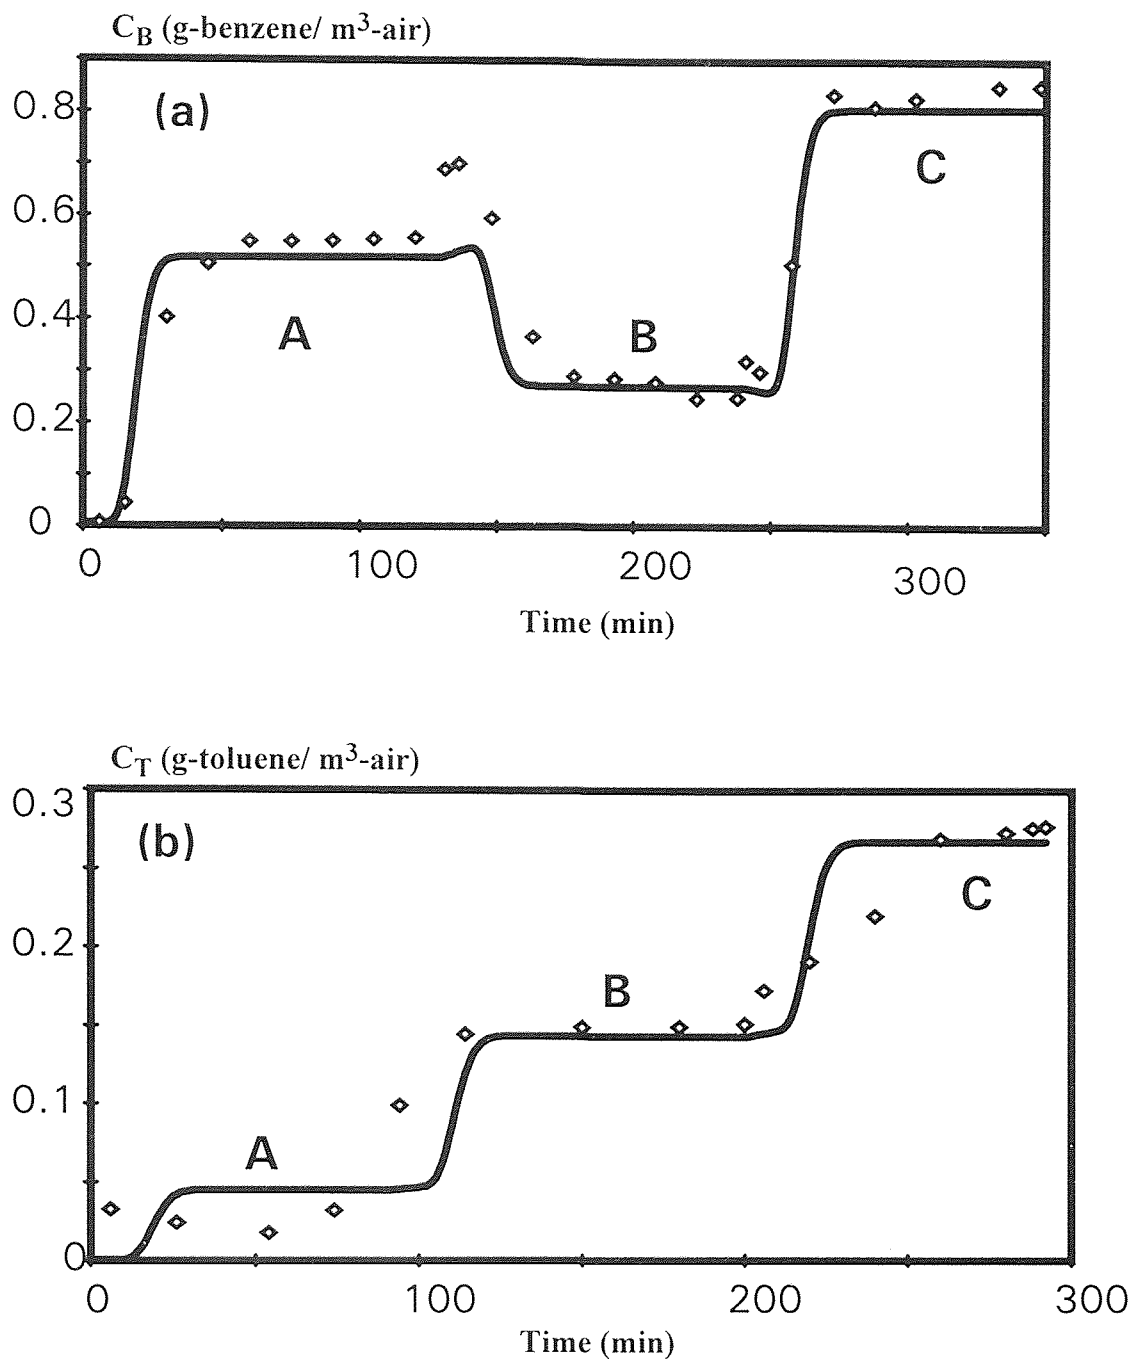 C_B (g-benzene/ m³-air)
(a)
0.8
0.6
0.4
0.2
0
A
B
C
0 100 200 300
Time (min)
C_T (g-toluene/ m³-air)
(b)
0.3
0.2
0.1
0
A
B
C
0 100 200 300
Time (min)